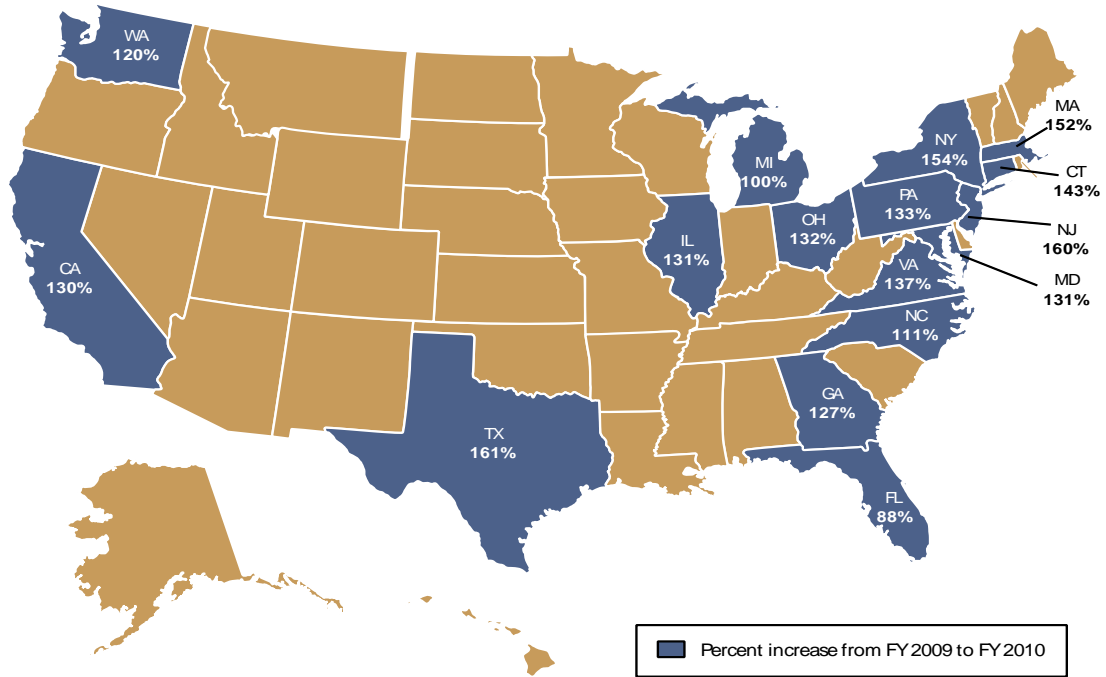 WA
120%
MA
152%
NY
154%
MI
100%
CT
143%
PA
133%
OH
132%
NJ
160%
IL
131%
CA
130%
VA
137%
MD
131%
NC
111%
GA
127%
TX
161%
FL
88%
Percent increase from FY 2009 to FY 2010